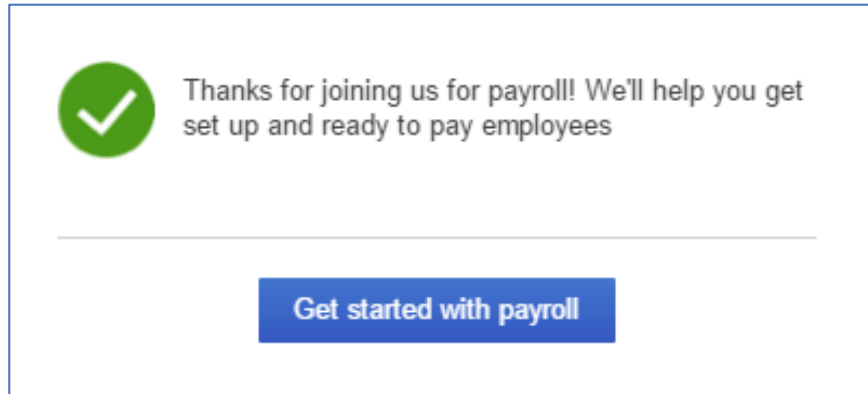 Thanks for joining us for payroll! We'll help you get
set up and ready to pay employees
Get started with payroll